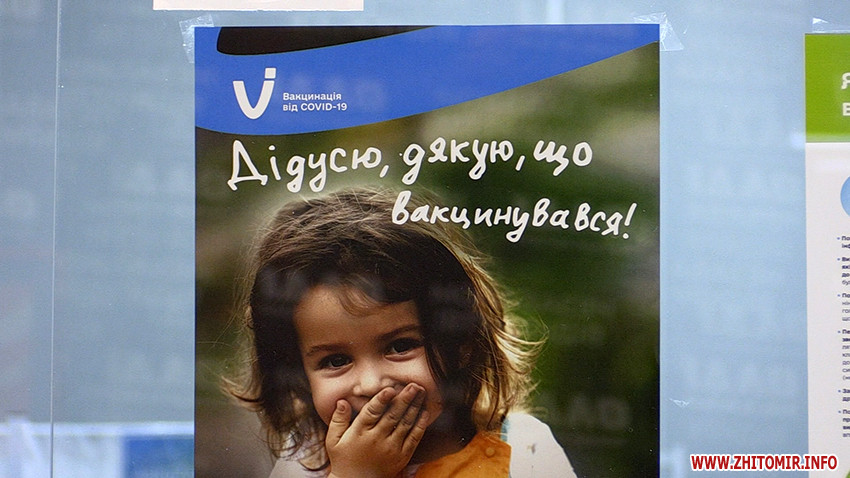 Вакцинація
від COVID-19
Дідусю, дякую, що
вакцинувався!
WWW.ZHITOMIR.INFO